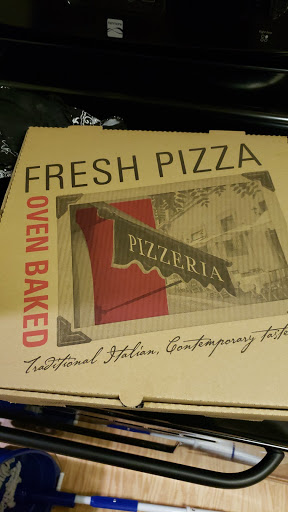 FRESH PIZZA
OVEN BAKED
PIZZERIA
Traditional Italian, Contemporary taste